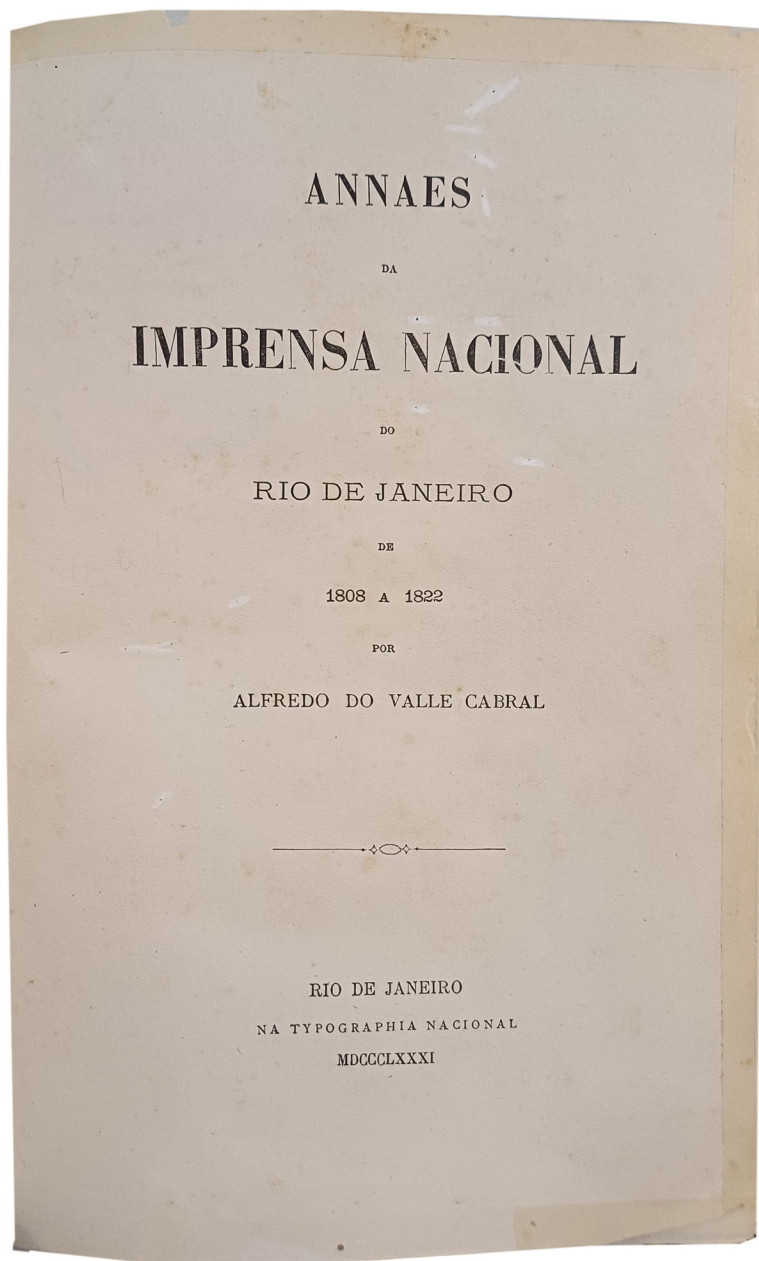 ANNAES
DA
IMPRENSA NACIONAL
DO
RIO DE JANEIRO
DE
1808 A 1822
POR
ALFREDO DO VALLE CABRAL
RIO DE JANEIRO
NA TYPOGRAPHIA NACIONAL
MDCCCLXXXI